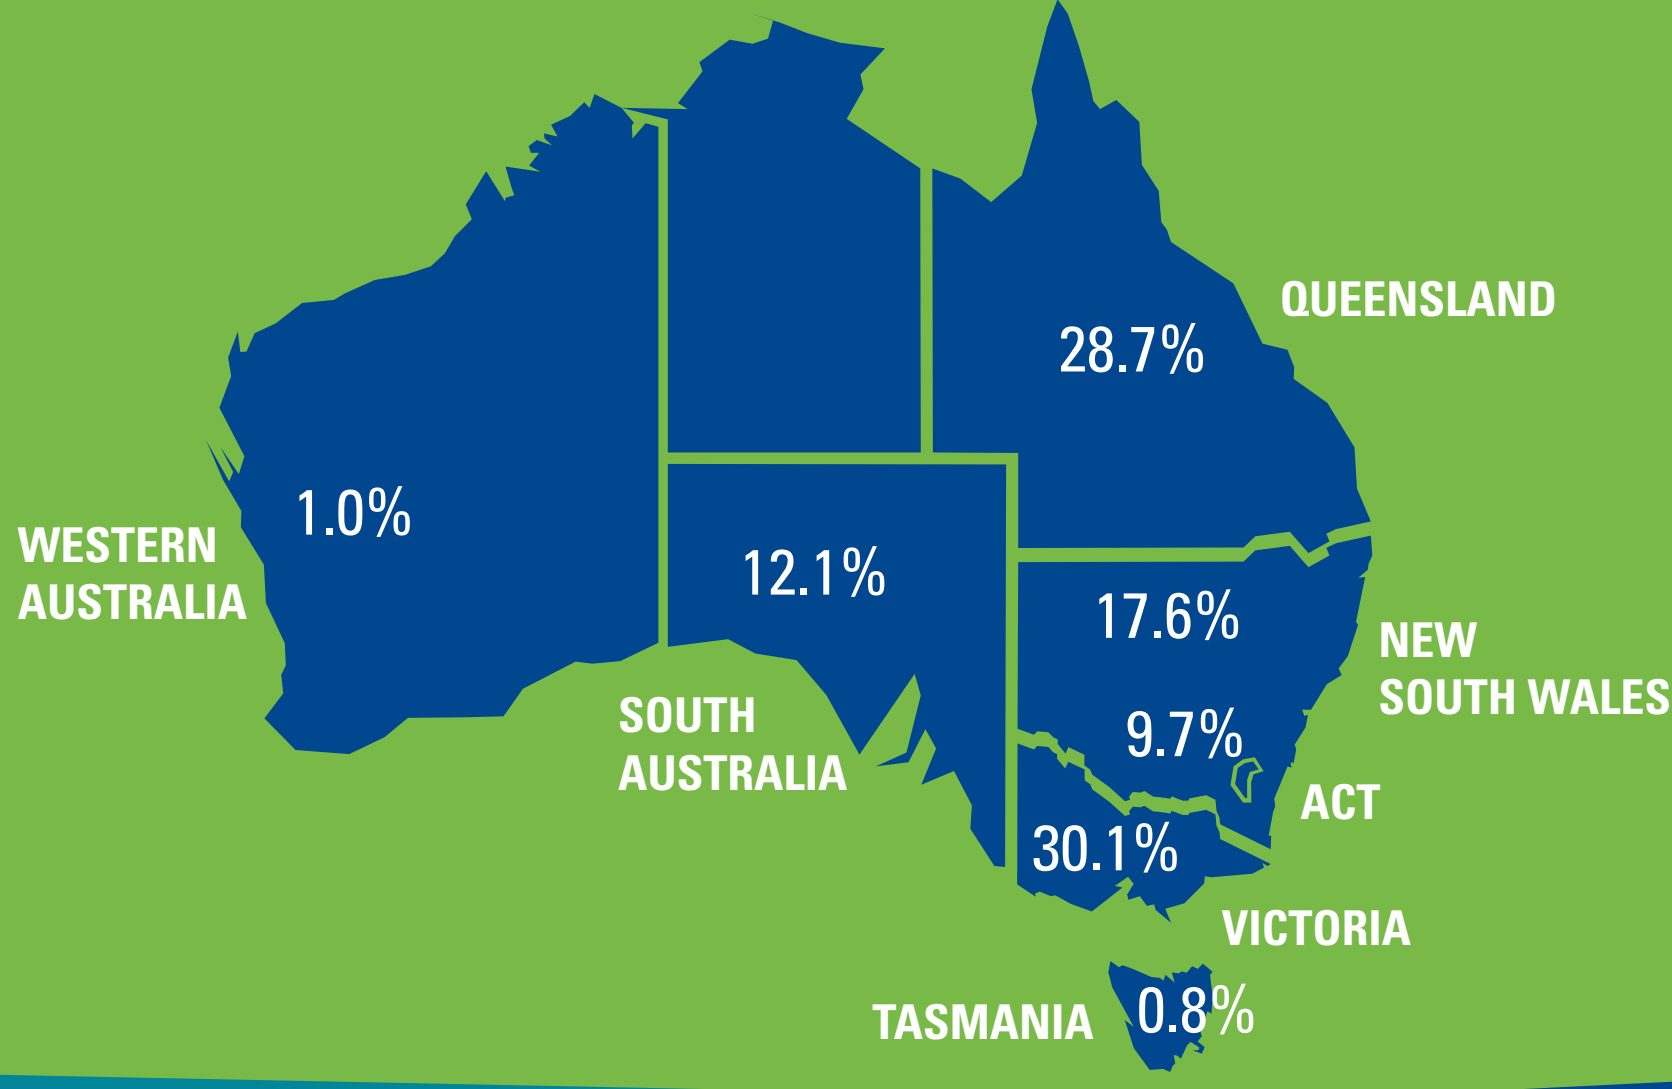 QUEENSLAND
28.7%
1.0%
WESTERN
AUSTRALIA
12.1%
17.6%
NEW
SOUTH WALES
SOUTH
AUSTRALIA
9.7%
ACT
30.1%
VICTORIA
TASMANIA
0.8%